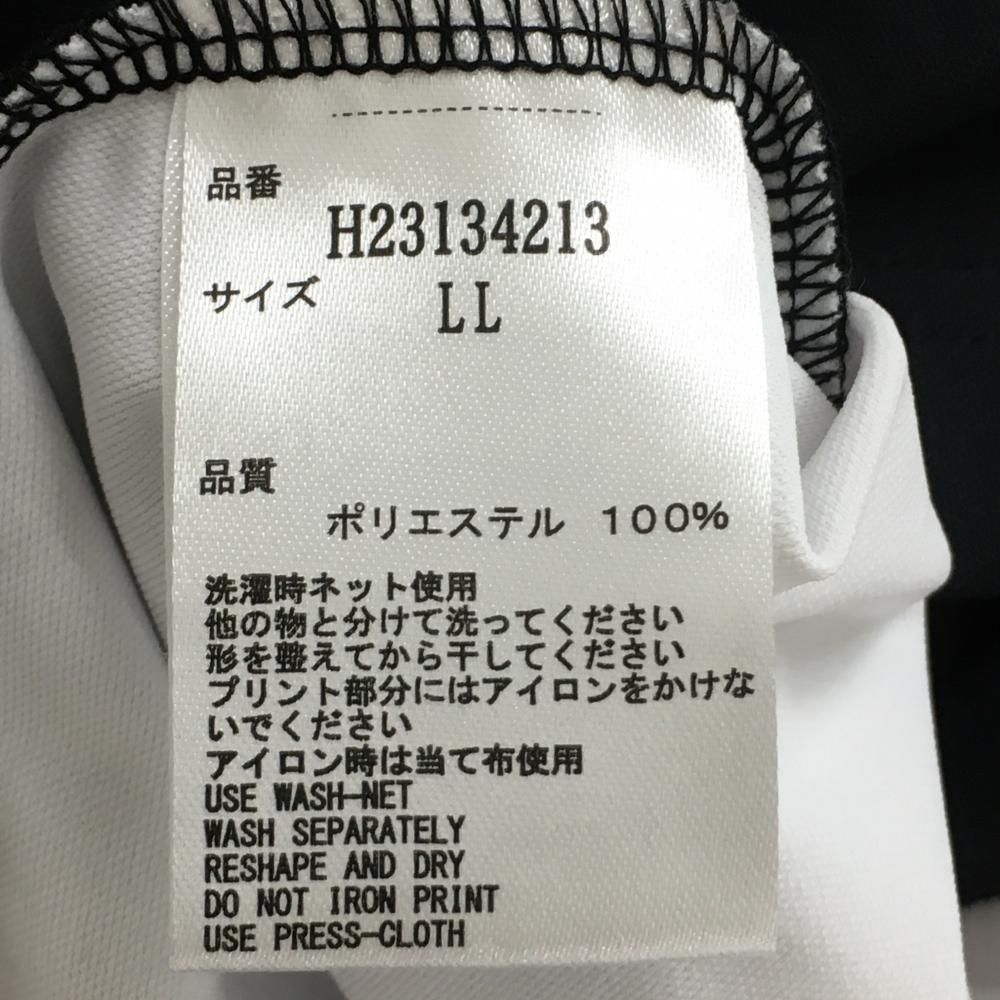 品番
H23134213
サイズ LL
品質
ポリエステル 100%
洗濯時ネット使用
他の物と分けて洗ってください
形を整えてから干してください
プリント部分にはアイロンをかけな
いでください
アイロン時は当て布使用
USE WASH-NET
WASH SEPARATELY
RESHAPE AND DRY
DO NOT IRON PRINT
USE PRESS-CLOTH